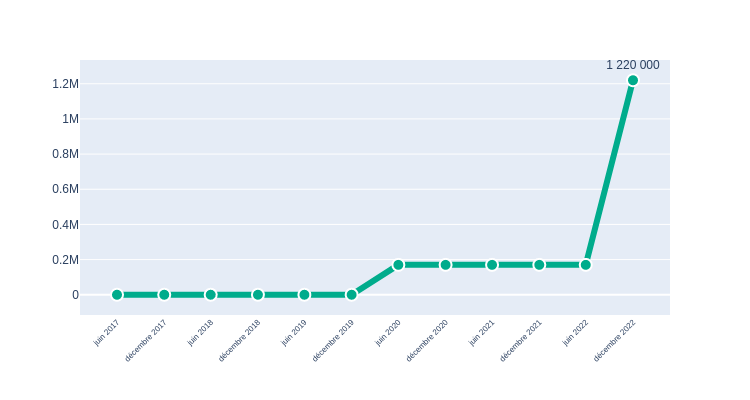 1 220 000
1.2M
1M
0.8M
0.6M
0.4M
0.2M
0
juin 2017
décembre 2017
juin 2018
décembre 2018
juin 2019
décembre 2019
juin 2020
décembre 2020
juin 2021
décembre 2021
juin 2022
décembre 2022